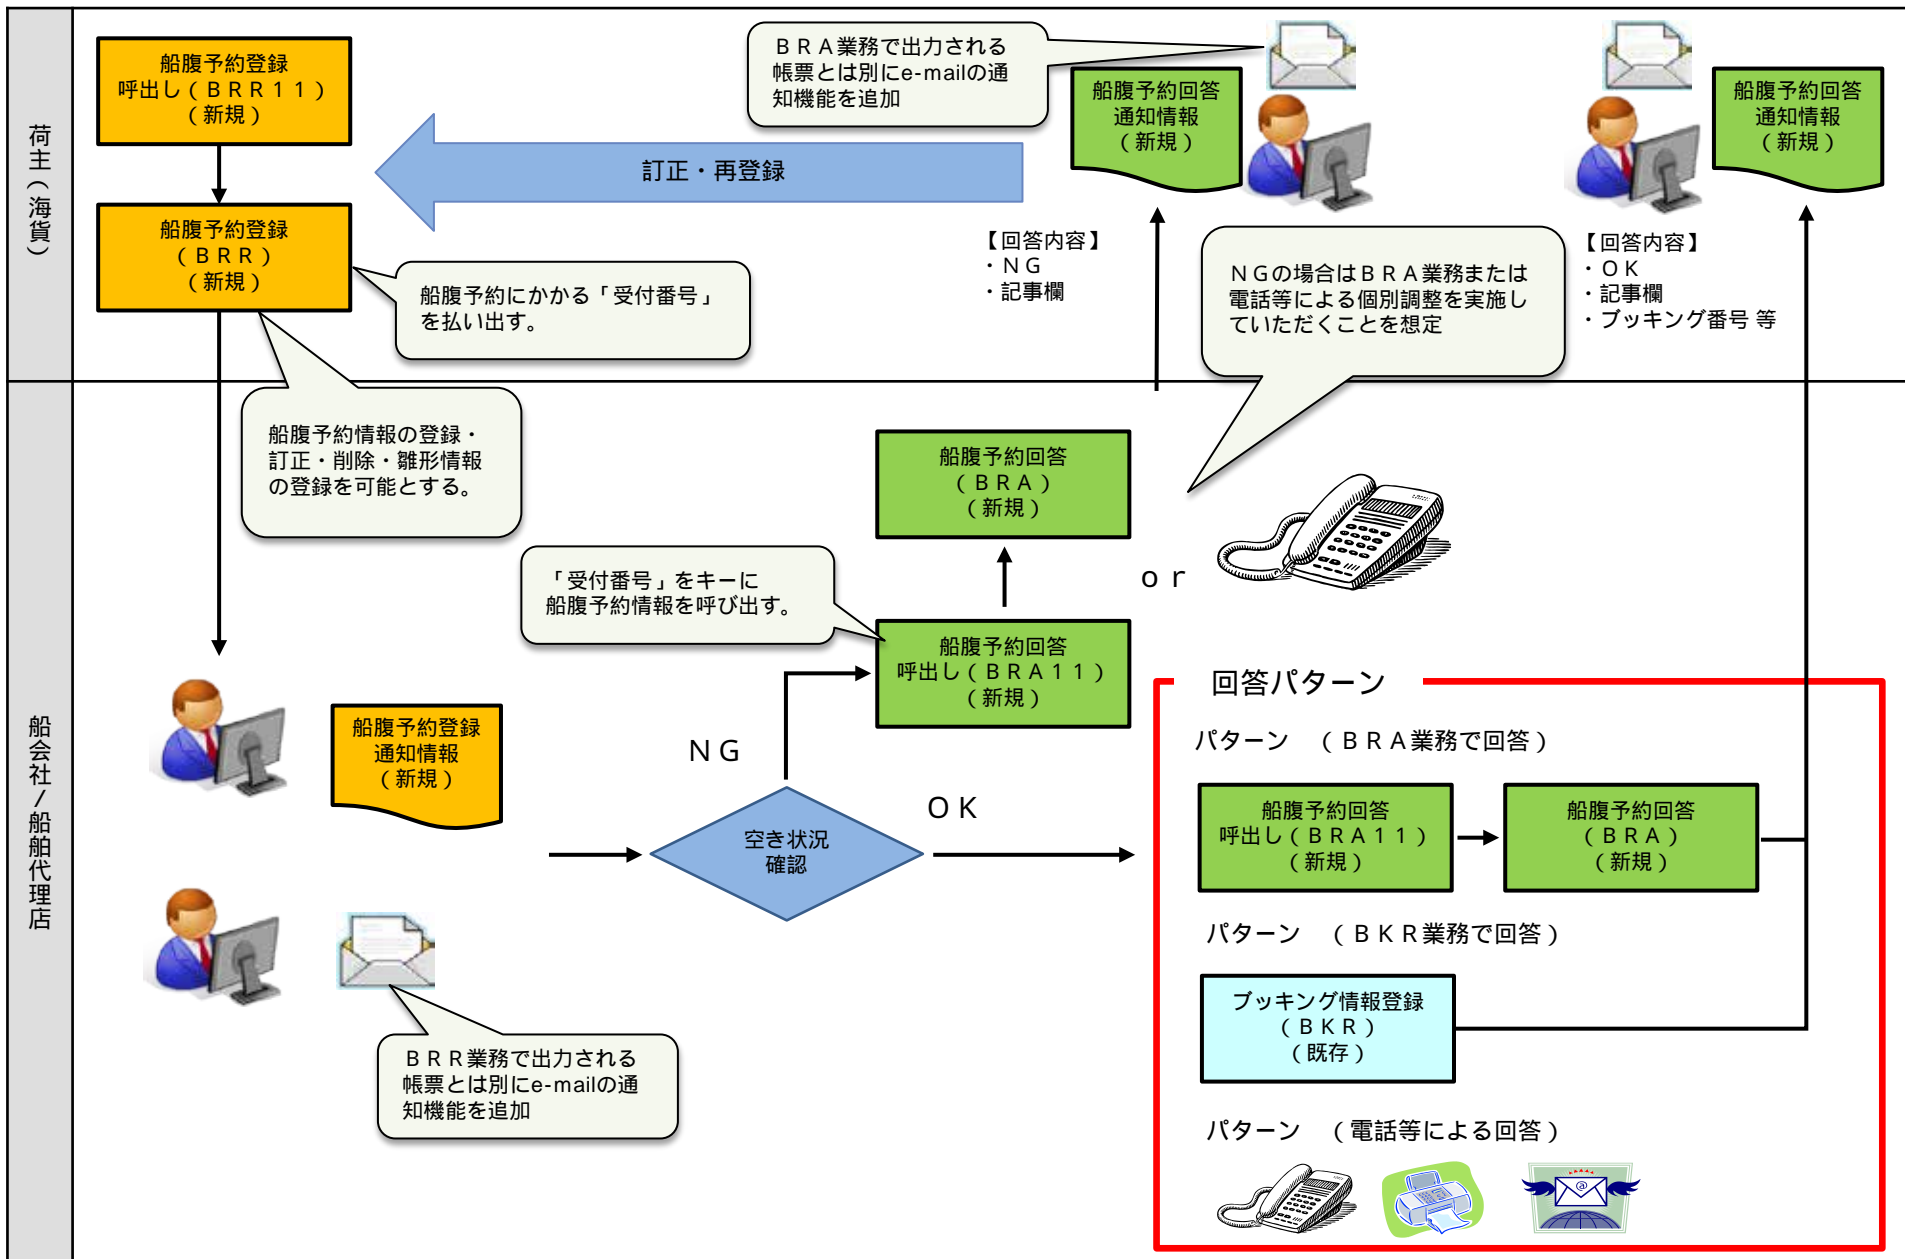 荷主（海貨）
船腹予約登録
呼出し（ＢＲＲ１１）
（新規）
船腹予約登録
（ＢＲＲ）
（新規）
船腹予約にかかる「受付番号」
を払い出す。
訂正・再登録
ＢＲＡ業務で出力される
帳票とは別にe-mailの通
知機能を追加
船腹予約回答
通知情報
（新規）
【回答内容】
・ＮＧ
・記事欄
ＮＧの場合はＢＲＡ業務または
電話等による個別調整を実施し
ていただくことを想定
船腹予約回答
通知情報
（新規）
【回答内容】
・ＯＫ
・記事欄
・ブッキング番号 等
船会社/船舶代理店
船腹予約情報の登録・
訂正・削除・雛形情報
の登録を可能とする。
船腹予約登録
通知情報
（新規）
ＢＲＲ業務で出力される
帳票とは別にe-mailの通
知機能を追加
空き状況
確認
ＮＧ
ＯＫ
「受付番号」をキーに
船腹予約情報を呼び出す。
船腹予約回答
（ＢＲＡ）
（新規）
船腹予約回答
呼出し（ＢＲＡ１１）
（新規）
ｏｒ
回答パターン
パターン　（ＢＲＡ業務で回答）
船腹予約回答
呼出し（ＢＲＡ１１）
（新規）
船腹予約回答
（ＢＲＡ）
（新規）
パターン　（ＢＫＲ業務で回答）
ブッキング情報登録
（ＢＫＲ）
（既存）
パターン　（電話等による回答）